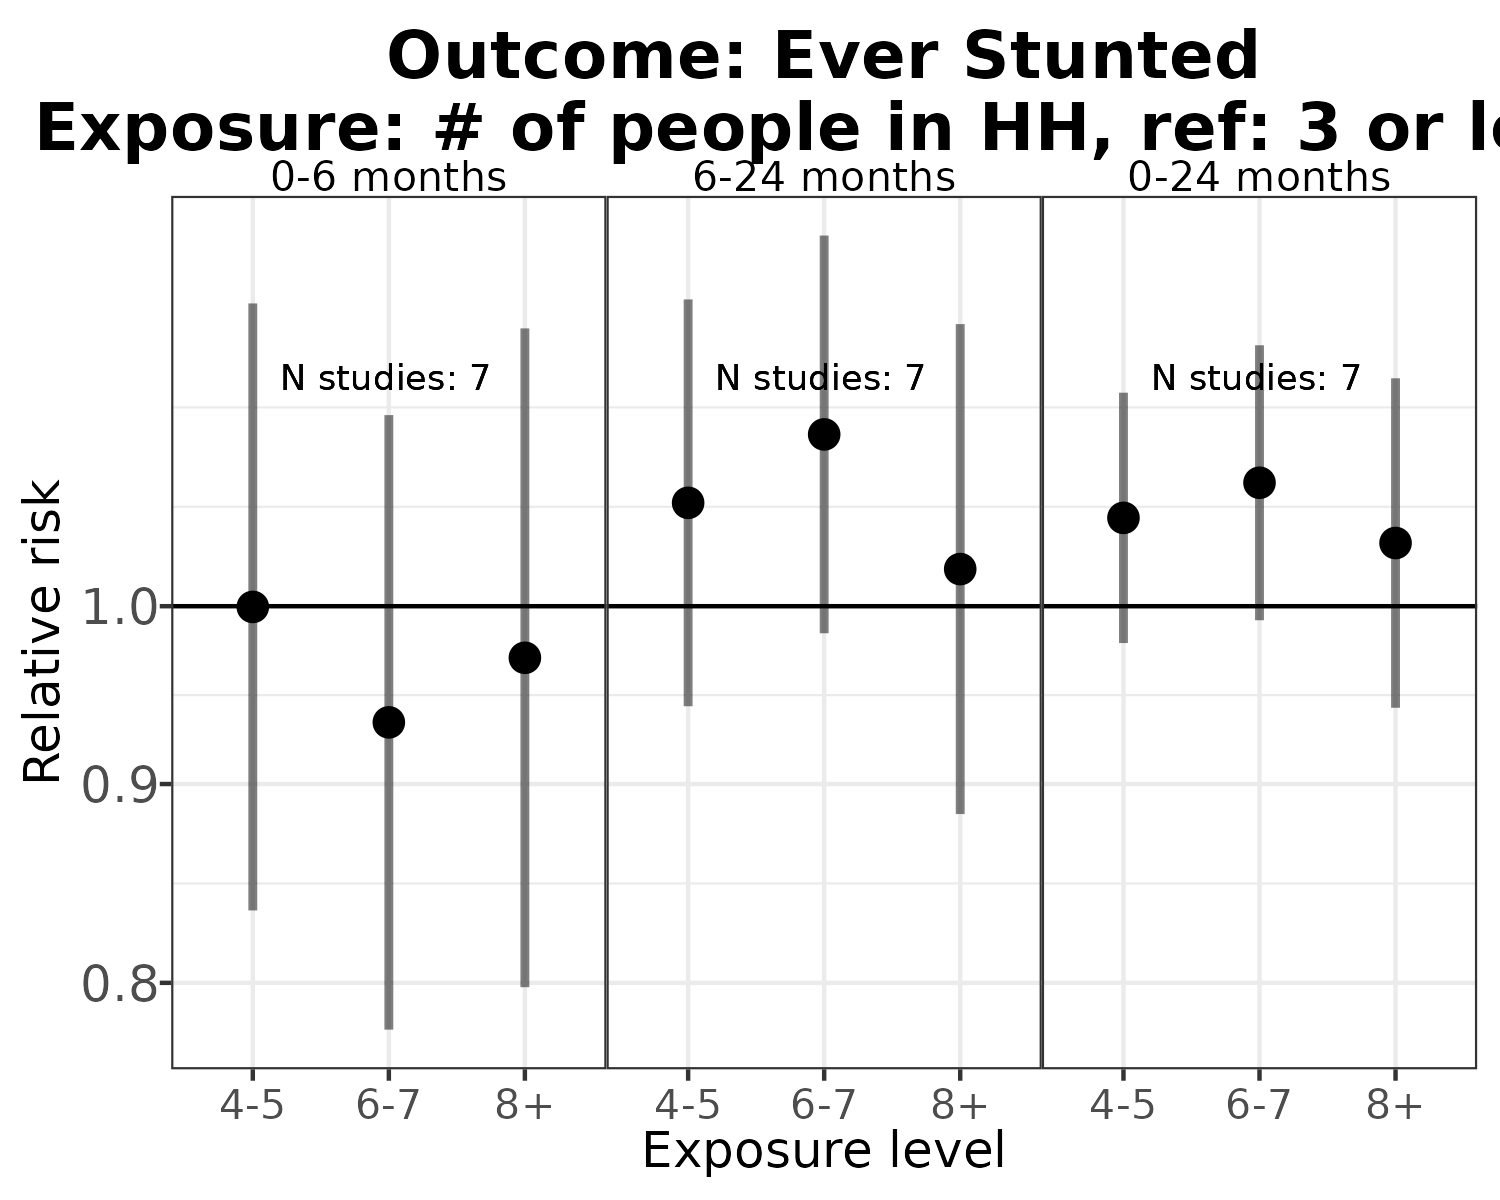 Outcome: Ever Stunted
Exposure: # of people in HH, ref: 3 or
0-6 months 6-24 months 0-24 months
N studies: 7 N studies: 7 N studies: 7
Relative risk
1.0
0.9
0.8
4-5 6-7 8+ 4-5 6-7 8+ 4-5 6-7 8+
Exposure level